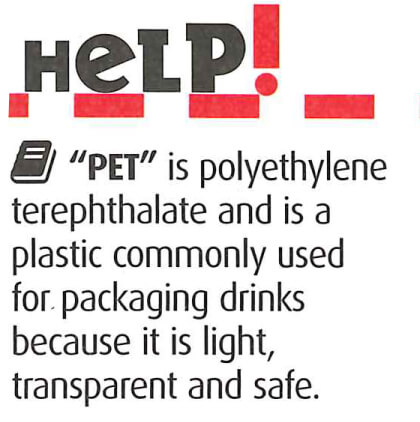 HeLP!
"PET" is polyethylene
terephthalate and is a
plastic commonly used
for packaging drinks
because it is light,
transparent and safe.